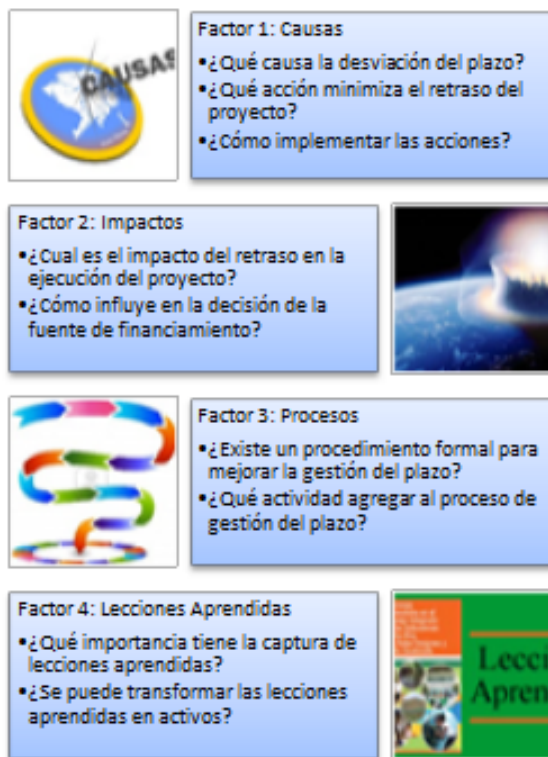 CAUSAS
Factor 1: Causas
•¿Qué causa la desviación del plazo?
•¿Qué acción minimiza el retraso del
proyecto?
•¿Cómo implementar las acciones?
Factor 2: Impactos
•¿Cual es el impacto del retraso en la
ejecución del proyecto?
•¿Cómo influye en la decisión de la
fuente de financiamiento?
Factor 3: Procesos
•¿Existe un procedimiento formal para
mejorar la gestión del plazo?
•¿Qué actividad agregar al proceso de
gestión del plazo?
Factor 4: Lecciones Aprendidas
•¿Qué importancia tiene la captura de
lecciones aprendidas?
•¿Se puede transformar las lecciones
aprendidas en activos?
Lecci
Apren